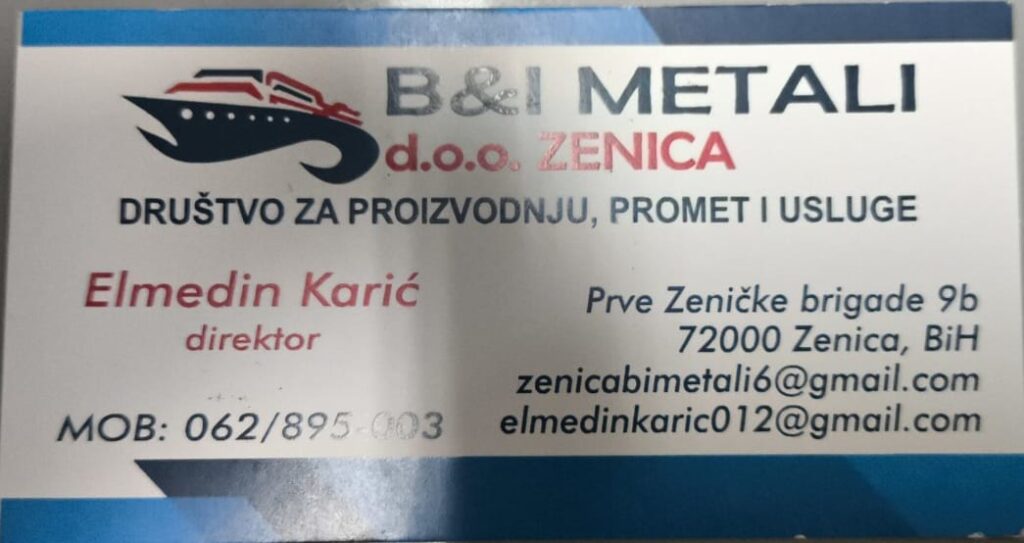 B&I METALI
d.o.o. ZENICA
DRUŠTVO ZA PROIZVODNJU, PROMET I USLUGE
Elmedin Karić
direktor
MOB: 062/895-003
Prve Zeničke brigade 9b
72000 Zenica, BiH
zenicabimetali6@gmail.com
elmedinkaric012@gmail.com